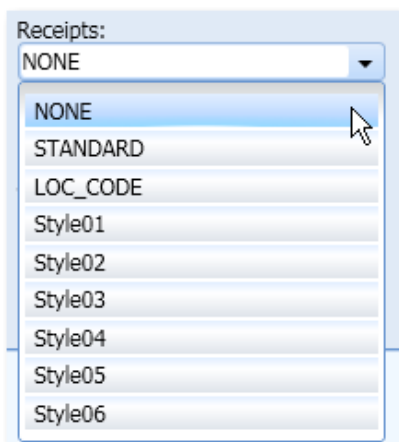 Receipts:
NONE
NONE
STANDARD
LOC_CODE
Style01
Style02
Style03
Style04
Style05
Style06